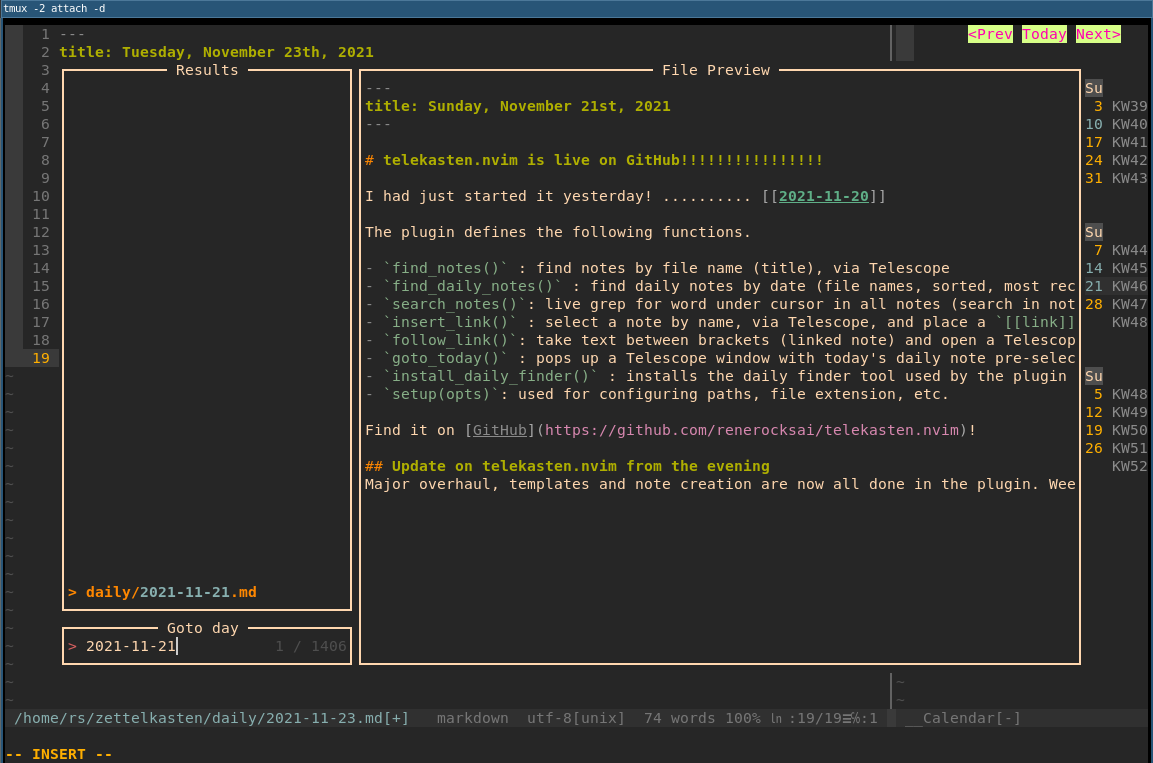 tmux -2 attach -d
1 ---
2 title: Tuesday, November 23th, 2021
<Prev Today Next>
3
4
5
6
7
8
9
10
11
12
13
14
15
16
17
18
19
Results
> daily/2021-11-21.md
Goto day
> 2021-11-21 1 / 1406
File Preview
---
title: Sunday, November 21st, 2021
---
# telekasten.nvim is live on GitHub!!!!!!!!!!!!!!!!
I had just started it yesterday! .......... [[2021-11-20]]
The plugin defines the following functions.
- `find_notes()` : find notes by file name (title), via Telescope
- `find_daily_notes()` : find daily notes by date (file names, sorted, most rec
- `search_notes()`: live grep for word under cursor in all notes (search in not
- `insert_link()` : select a note by name, via Telescope, and place a `[[link]]
- `follow_link()`: take text between brackets (linked note) and open a Telescop
- `goto_today()` : pops up a Telescope window with today's daily note pre-selec
- `install_daily_finder()` : installs the daily finder tool used by the plugin
- `setup(opts)`: used for configuring paths, file extension, etc.
Find it on [GitHub](https://github.com/renerocksai/telekasten.nvim)!
## Update on telekasten.nvim from the evening
Major overhaul, templates and note creation are now all done in the plugin. Wee
Su
3 KW39
10 KW40
17 KW41
24 KW42
31 KW43
Su
7 KW44
14 KW45
21 KW46
28 KW47
KW48
Su
5 KW48
12 KW49
19 KW50
26 KW51
KW52
/home/rs/zettelkasten/daily/2021-11-23.md[+] markdown utf-8[unix] 74 words 100% ln :19/19☰℅:1 __Calendar[-]
-- INSERT --